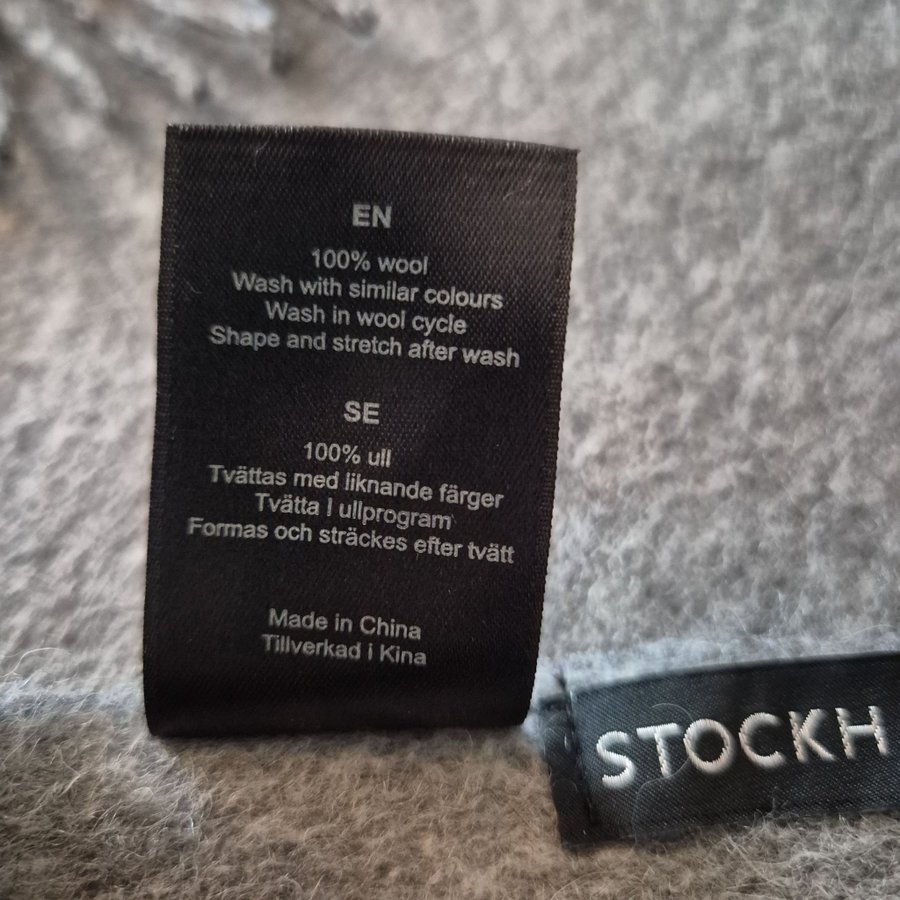 EN
100% wool
Wash with similar colours
Wash in wool cycle
Shape and stretch after wash
SE
100% ull
Tvättas med liknande färger
Tvätta I ullprogram
Formas och sträckes efter tvätt
Made in China
Tillverkad i Kina
STOCKH